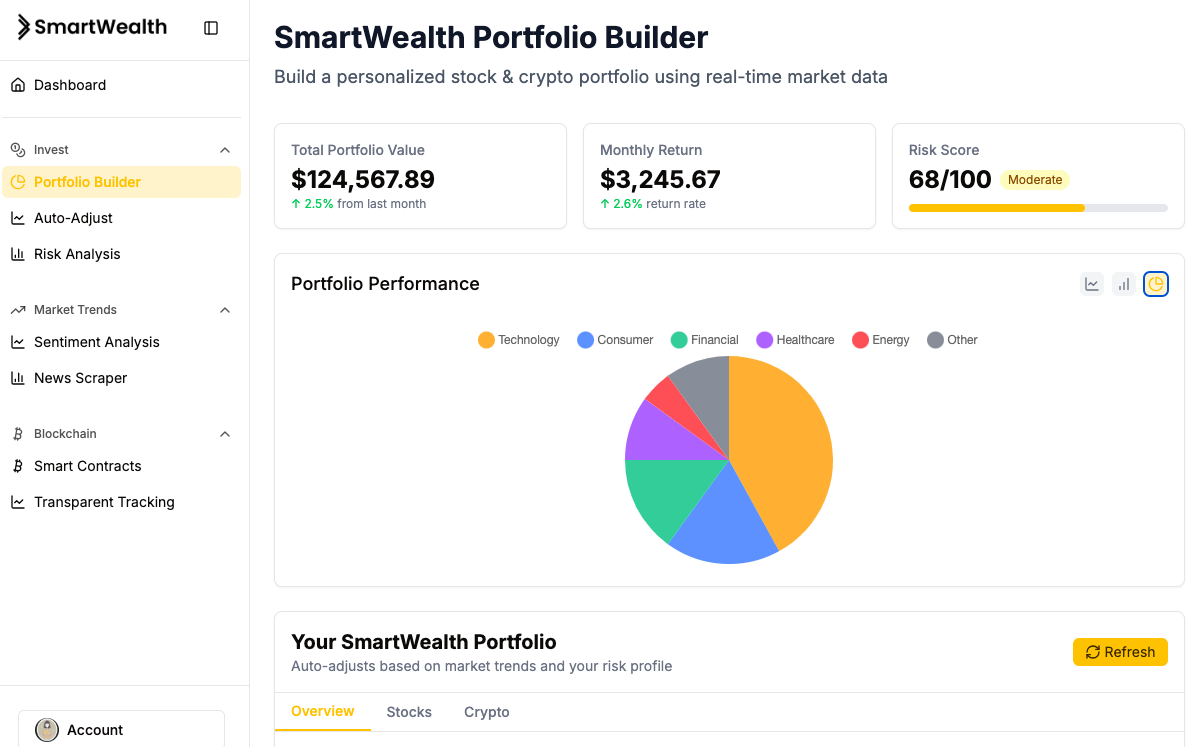 SmartWealth
Dashboard
Invest
Portfolio Builder
Auto-Adjust
Risk Analysis
Market Trends
Sentiment Analysis
News Scraper
Blockchain
Smart Contracts
Transparent Tracking
Account
SmartWealth Portfolio Builder
Build a personalized stock & crypto portfolio using real-time market data
Total Portfolio Value
$124,567.89
↑ 2.5% from last month
Monthly Return
$3,245.67
↑ 2.6% return rate
Risk Score
68/100 Moderate
Portfolio Performance
Technology Consumer Financial Healthcare Energy Other
Your SmartWealth Portfolio
Auto-adjusts based on market trends and your risk profile
Refresh
Overview Stocks Crypto